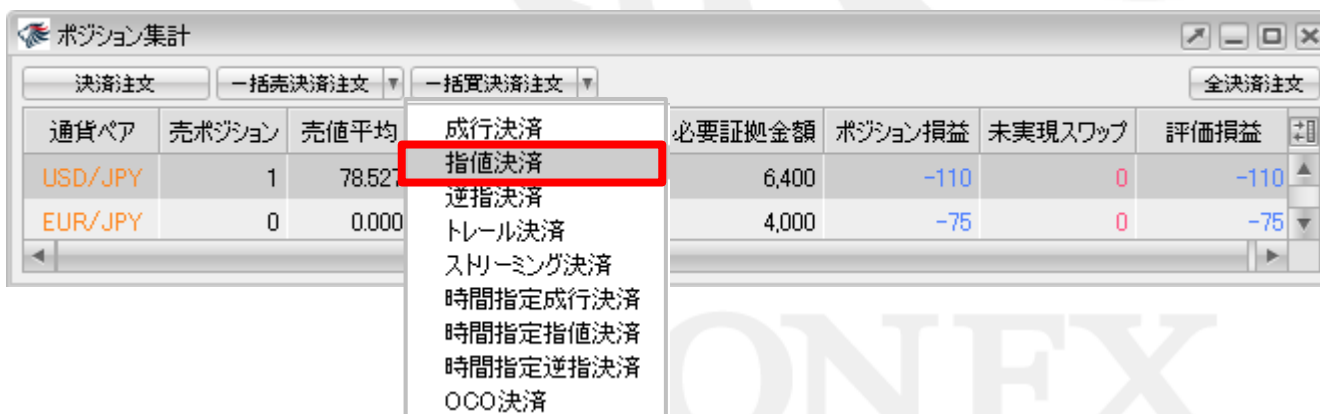 ポジション集計
決済注文 一括売決済注文 一括買決済注文 全決済注文
通貨ペア 売ポジション 売値平均 必要証拠金額 ポジション損益 未実現スワップ 評価損益
USD/JPY 1 78.527 6,400 -110 0 -110
EUR/JPY 0 0.000 4,000 -75 0 -75
成行決済
指値決済
逆指決済
トレール決済
ストリーミング決済
時間指定成行決済
時間指定指値決済
時間指定逆指決済
OCO決済
ONFX